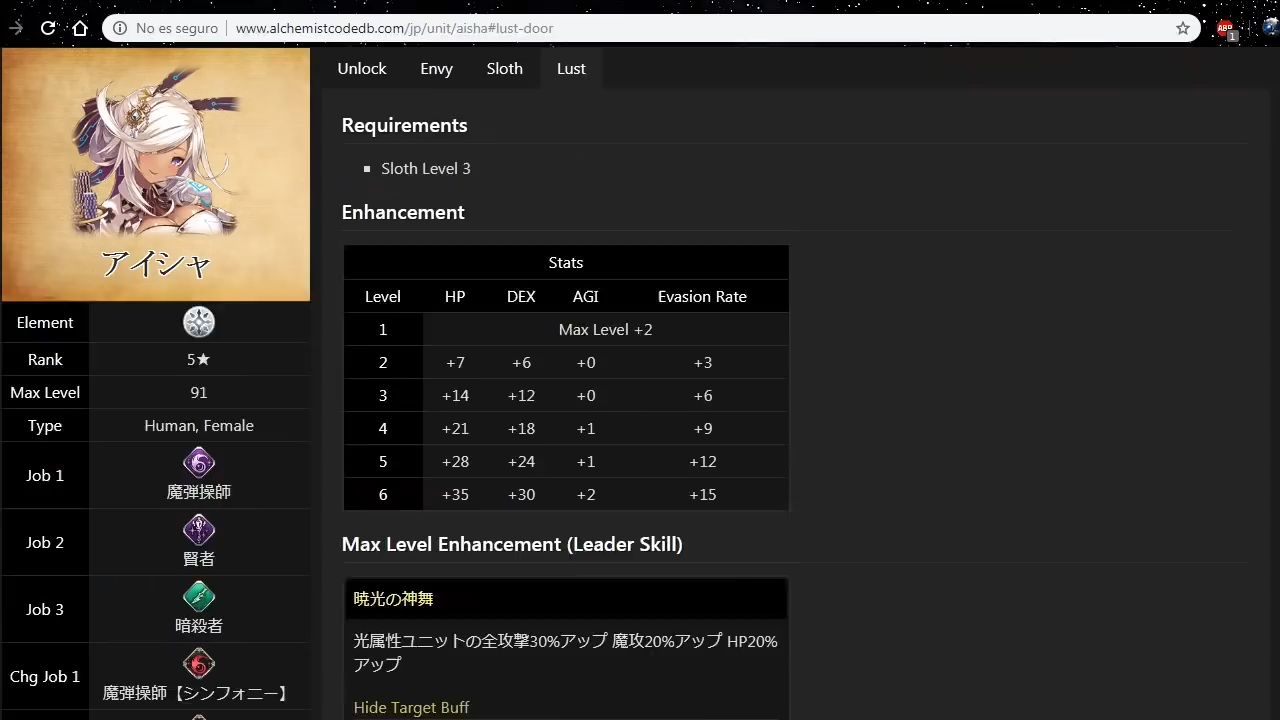 No es seguro | www.alchemistcodedb.com/jp/unit/aisha#lust-door
ABP
1
アイシャ
Element
Rank 5★
Max Level 91
Type Human, Female
Job 1 魔弾操師
Job 2 賢者
Job 3 暗殺者
Chg Job 1 魔弾操師【シンフォニー】
Unlock Envy Sloth Lust
Requirements
Sloth Level 3
Enhancement
Stats
Level HP DEX AGI Evasion Rate
1 Max Level +2
2 +7 +6 +0 +3
3 +14 +12 +0 +6
4 +21 +18 +1 +9
5 +28 +24 +1 +12
6 +35 +30 +2 +15
Max Level Enhancement (Leader Skill)
暁光の神舞
光属性ユニットの全攻撃30%アップ 魔攻20%アップ HP20%
アップ
Hide Target Buff